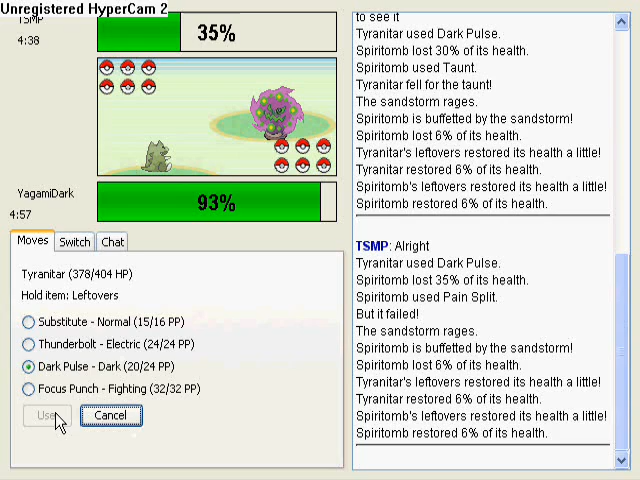 Unregistered HyperCam 2
TSMP
4:38
35%
YagamiDark
4:57
93%
Moves
Switch
Chat
Tyranitar (378/404 HP)
Hold item: Leftovers
Substitute - Normal (15/16 PP)
Thunderbolt - Electric (24/24 PP)
Dark Pulse - Dark (20/24 PP)
Focus Punch - Fighting (32/32 PP)
Use
Cancel
to see it
Tyranitar used Dark Pulse.
Spiritomb lost 30% of its health.
Spiritomb used Taunt.
Tyranitar fell for the taunt!
The sandstorm rages.
Spiritomb is buffetted by the sandstorm!
Spiritomb lost 6% of its health.
Tyranitar's leftovers restored its health a little!
Tyranitar restored 6% of its health.
Spiritomb's leftovers restored its health a little!
Spiritomb restored 6% of its health.
TSMP: Alright
Tyranitar used Dark Pulse.
Spiritomb lost 35% of its health.
Spiritomb used Pain Split.
But it failed!
The sandstorm rages.
Spiritomb is buffetted by the sandstorm!
Spiritomb lost 6% of its health.
Tyranitar's leftovers restored its health a little!
Tyranitar restored 6% of its health.
Spiritomb's leftovers restored its health a little!
Spiritomb restored 6% of its health.